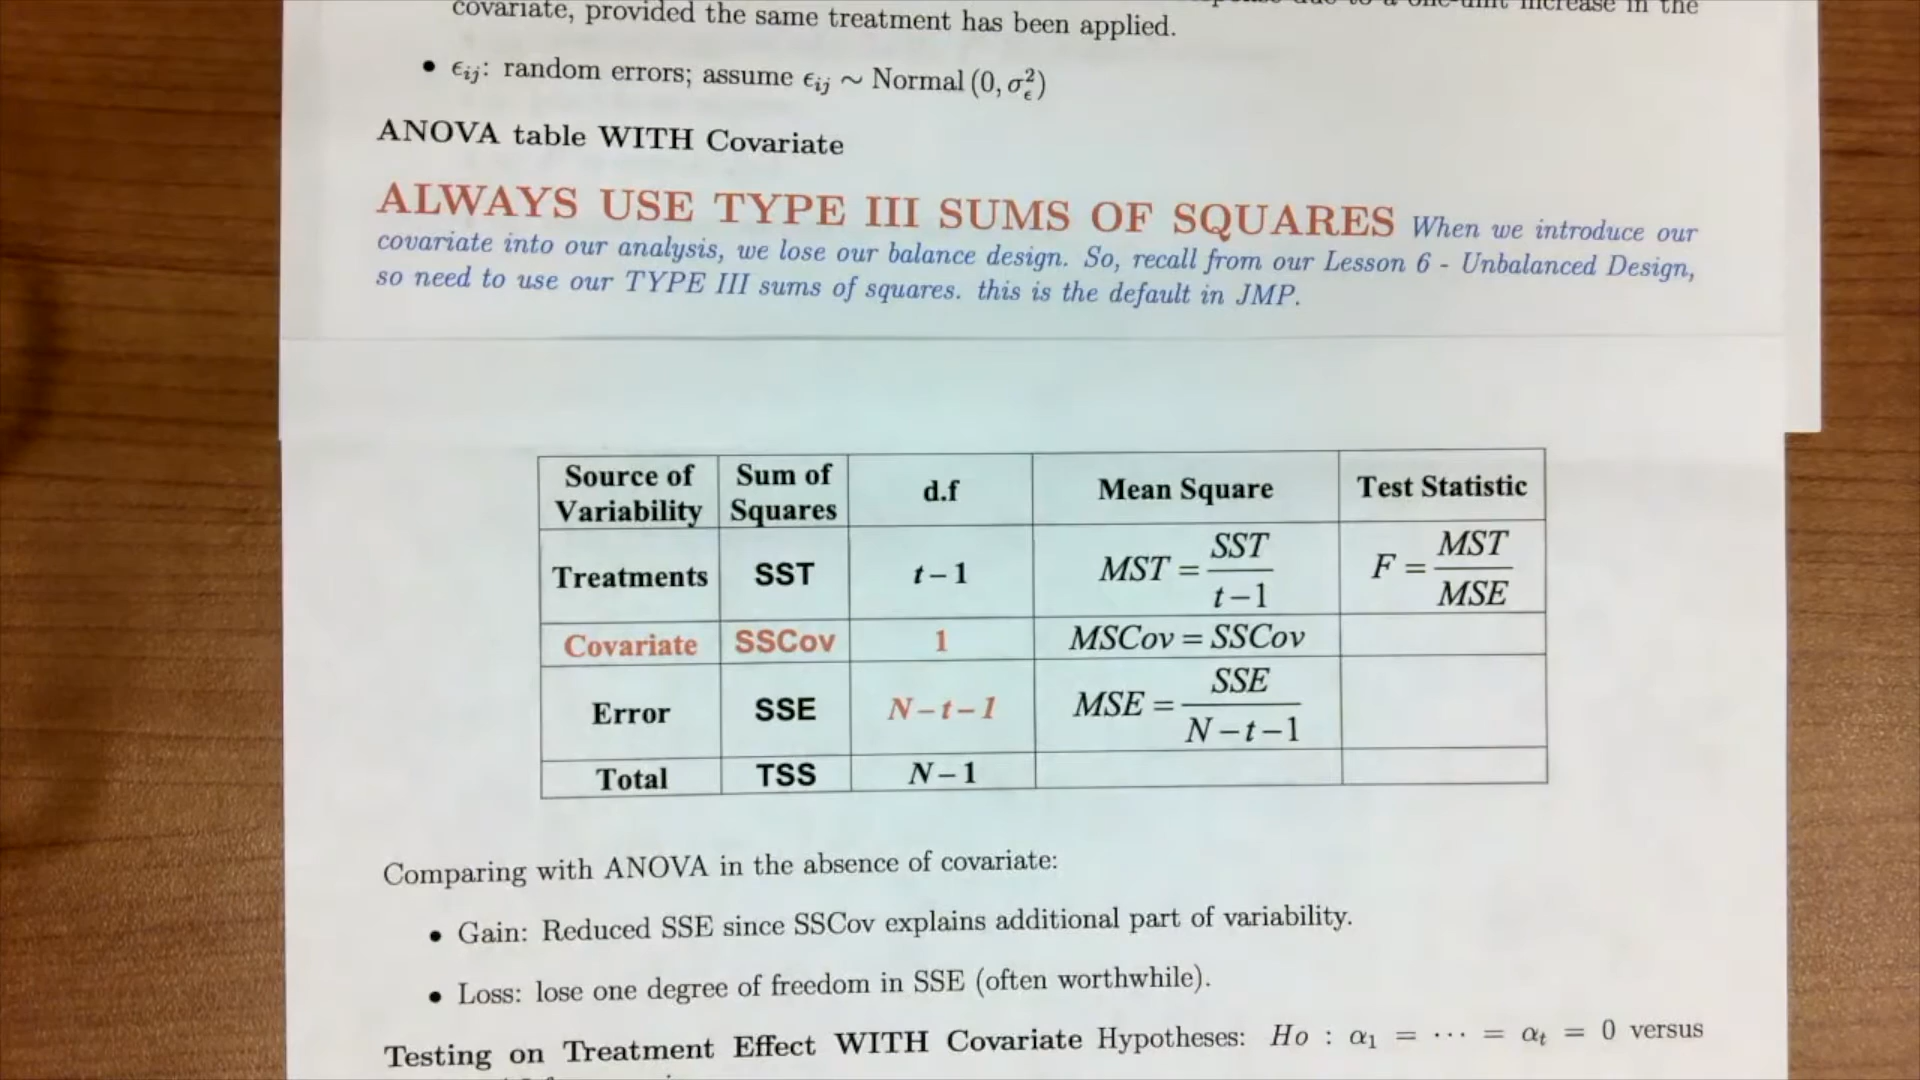 covariate, provided the same treatment has been applied. due to a one-unit increase in the
• ϵij: random errors; assume ϵij ∼ Normal (0, σ²ϵ)
ANOVA table WITH Covariate
ALWAYS USE TYPE III SUMS OF SQUARES When we introduce our
covariate into our analysis, we lose our balance design. So, recall from our Lesson 6 - Unbalanced Design,
so need to use our TYPE III sums of squares. this is the default in JMP.
Source of Variability Sum of Squares d.f Mean Square Test Statistic
Treatments SST t−1 MST = SST / t−1 F = MST / MSE
Covariate SSCov 1 MSCov = SSCov
Error SSE N−t−1 MSE = SSE / N−t−1
Total TSS N−1
Comparing with ANOVA in the absence of covariate:
• Gain: Reduced SSE since SSCov explains additional part of variability.
• Loss: lose one degree of freedom in SSE (often worthwhile).
Testing on Treatment Effect WITH Covariate Hypotheses: Ho : α1 = ⋯ = αt = 0 versus